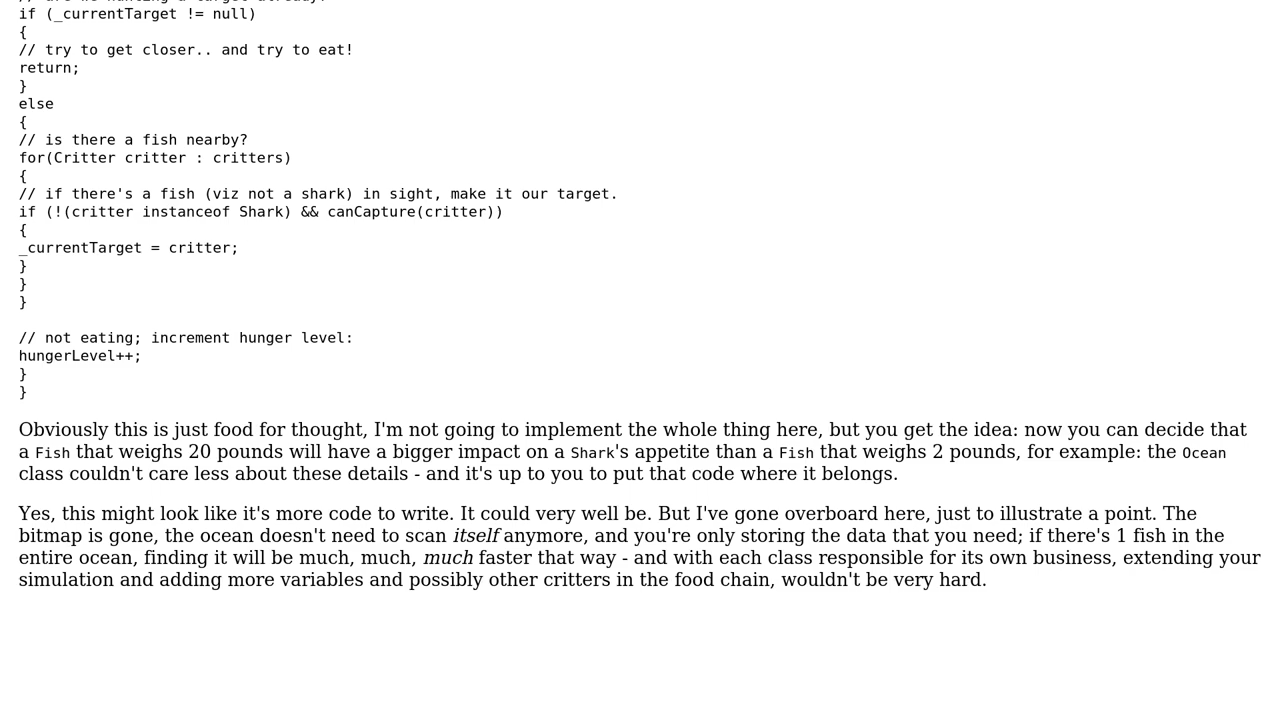 // are we hunting a target already?
if (_currentTarget != null)
{
// try to get closer.. and try to eat!
return;
}
else
{
// is there a fish nearby?
for(Critter critter : critters)
{
// if there's a fish (viz not a shark) in sight, make it our target.
if (!(critter instanceof Shark) && canCapture(critter))
{
_currentTarget = critter;
}
}
}
// not eating; increment hunger level:
hungerLevel++;
}
}
Obviously this is just food for thought, I'm not going to implement the whole thing here, but you get the idea: now you can decide that
a Fish that weighs 20 pounds will have a bigger impact on a Shark's appetite than a Fish that weighs 2 pounds, for example: the Ocean
class couldn't care less about these details - and it's up to you to put that code where it belongs.
Yes, this might look like it's more code to write. It could very well be. But I've gone overboard here, just to illustrate a point. The
bitmap is gone, the ocean doesn't need to scan itself anymore, and you're only storing the data that you need; if there's 1 fish in the
entire ocean, finding it will be much, much, much faster that way - and with each class responsible for its own business, extending your
simulation and adding more variables and possibly other critters in the food chain, wouldn't be very hard.